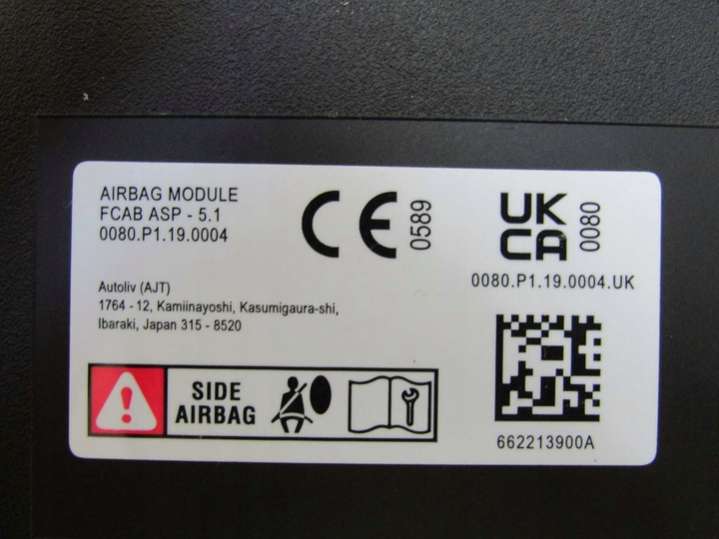 AIRBAG MODULE
FCAB ASP - 5.1
0080.P1.19.0004
CE 0589
UK
CA 0080
0080.P1.19.0004.UK
Autoliv (AJT)
1764 - 12, Kamiinayoshi, Kasumigaura-shi,
Ibaraki, Japan 315 - 8520
SIDE
AIRBAG
662213900A